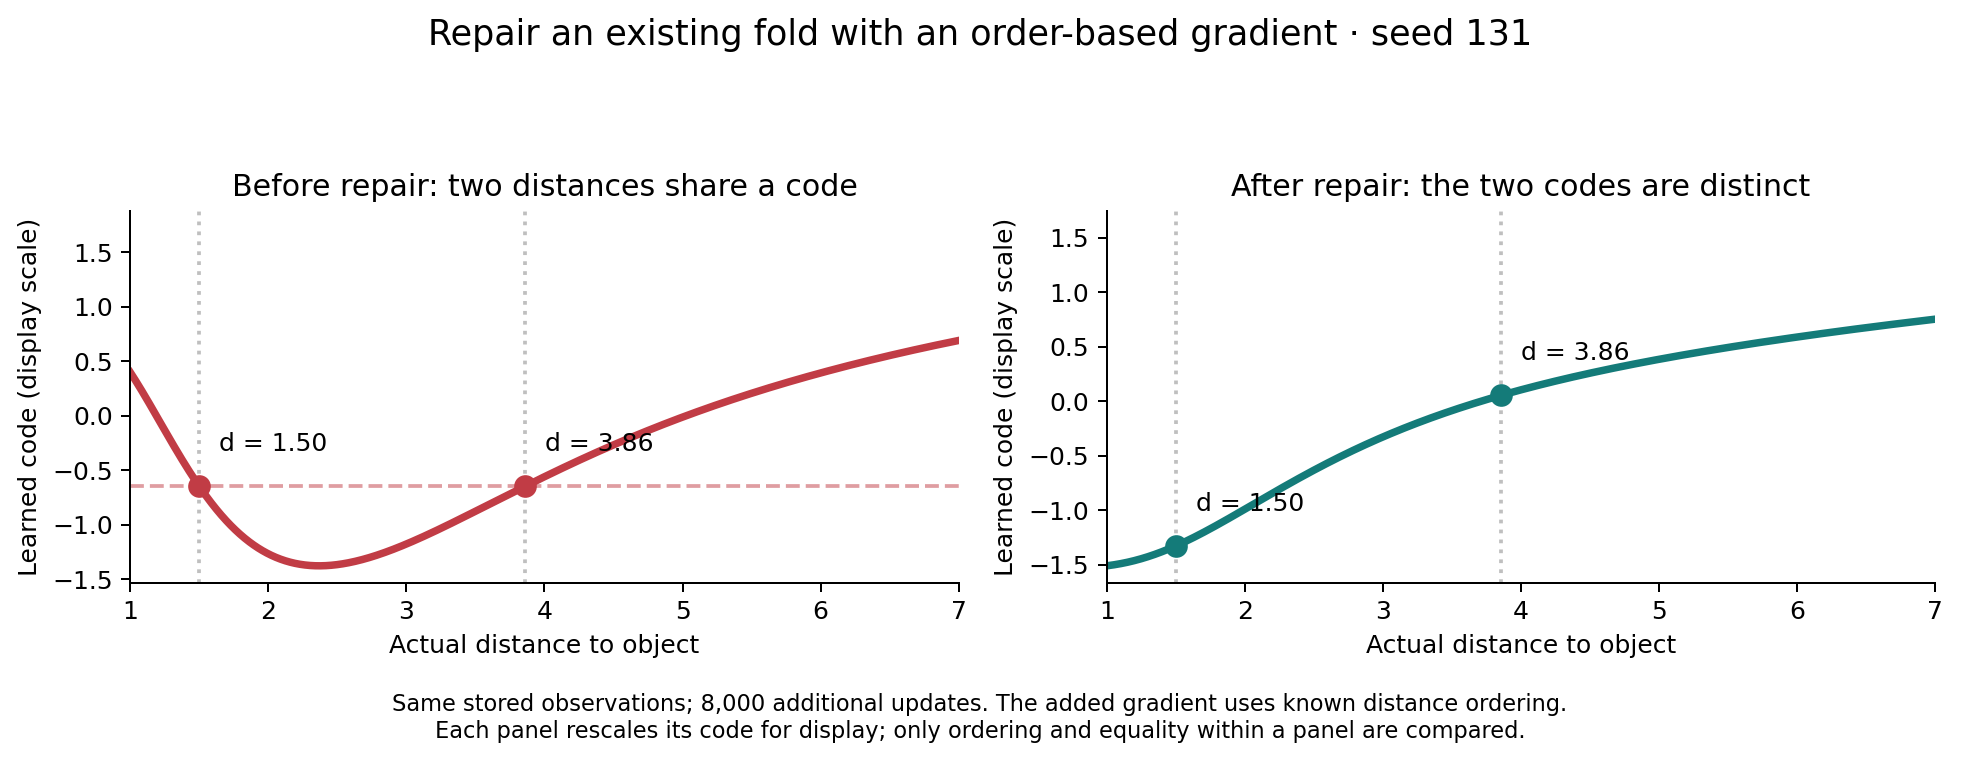 Repair an existing fold with an order-based gradient · seed 131
Before repair: two distances share a code
Learned code (display scale)
1.5
1.0
0.5
0.0
−0.5
−1.0
−1.5
d = 1.50
d = 3.86
1 2 3 4 5 6 7
Actual distance to object
After repair: the two codes are distinct
Learned code (display scale)
1.5
1.0
0.5
0.0
−0.5
−1.0
−1.5
d = 3.86
d = 1.50
1 2 3 4 5 6 7
Actual distance to object
Same stored observations; 8,000 additional updates. The added gradient uses known distance ordering.
Each panel rescales its code for display; only ordering and equality within a panel are compared.